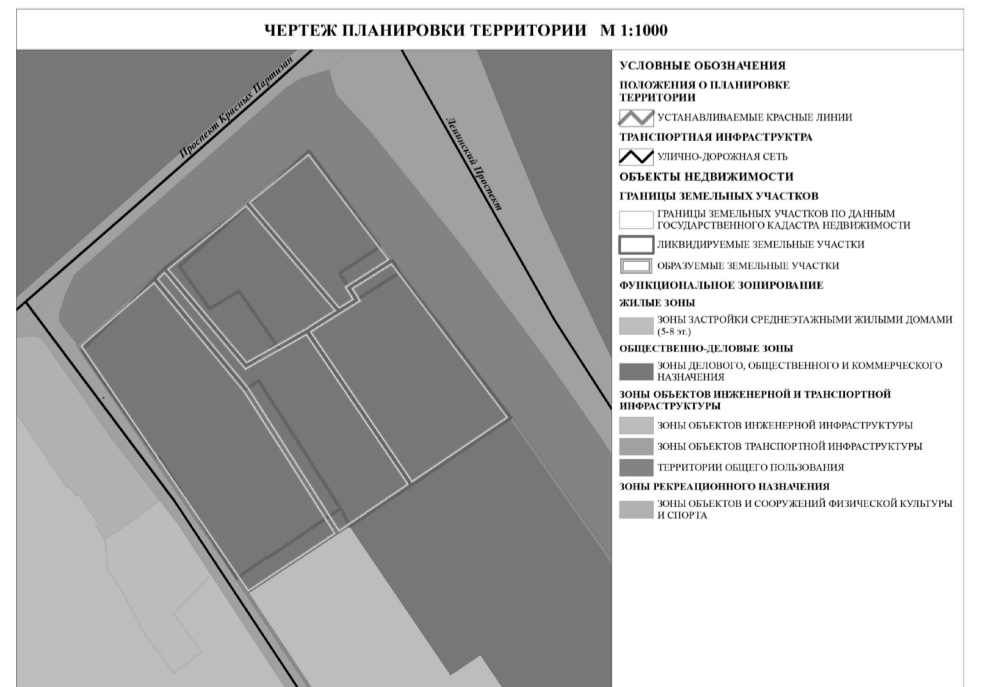 ЧЕРТЕЖ ПЛАНИРОВКИ ТЕРРИТОРИИ М 1:1000
Проспект Красных Партизан
Ленинский Проспект
УСЛОВНЫЕ ОБОЗНАЧЕНИЯ
ПОЛОЖЕНИЯ О ПЛАНИРОВКЕ
ТЕРРИТОРИИ
УСТАНАВЛИВАЕМЫЕ КРАСНЫЕ ЛИНИИ
ТРАНСПОРТНАЯ ИНФРАСТРУКТРА
УЛИЧНО-ДОРОЖНАЯ СЕТЬ
ОБЪЕКТЫ НЕДВИЖИМОСТИ
ГРАНИЦЫ ЗЕМЕЛЬНЫХ УЧАСТКОВ
ГРАНИЦЫ ЗЕМЕЛЬНЫХ УЧАСТКОВ ПО ДАННЫМ
ГОСУДАРСТВЕННОГО КАДАСТРА НЕДВИЖИМОСТИ
ЛИКВИДИРУЕМЫЕ ЗЕМЕЛЬНЫЕ УЧАСТКИ
ОБРАЗУЕМЫЕ ЗЕМЕЛЬНЫЕ УЧАСТКИ
ФУНКЦИОНАЛЬНОЕ ЗОНИРОВАНИЕ
ЖИЛЫЕ ЗОНЫ
ЗОНЫ ЗАСТРОЙКИ СРЕДНЕЭТАЖНЫМИ ЖИЛЫМИ ДОМАМИ
(5-8 эт.)
ОБЩЕСТВЕННО-ДЕЛОВЫЕ ЗОНЫ
ЗОНЫ ДЕЛОВОГО, ОБЩЕСТВЕННОГО И КОММЕРЧЕСКОГО
НАЗНАЧЕНИЯ
ЗОНЫ ОБЪЕКТОВ ИНЖЕНЕРНОЙ И ТРАНСПОРТНОЙ
ИНФРАСТРУКТУРЫ
ЗОНЫ ОБЪЕКТОВ ИНЖЕНЕРНОЙ ИНФРАСТРУКТУРЫ
ЗОНЫ ОБЪЕКТОВ ТРАНСПОРТНОЙ ИНФРАСТРУКТУРЫ
ТЕРРИТОРИИ ОБЩЕГО ПОЛЬЗОВАНИЯ
ЗОНЫ РЕКРЕАЦИОННОГО НАЗНАЧЕНИЯ
ЗОНЫ ОБЪЕКТОВ И СООРУЖЕНИЙ ФИЗИЧЕСКОЙ КУЛЬТУРЫ
И СПОРТА